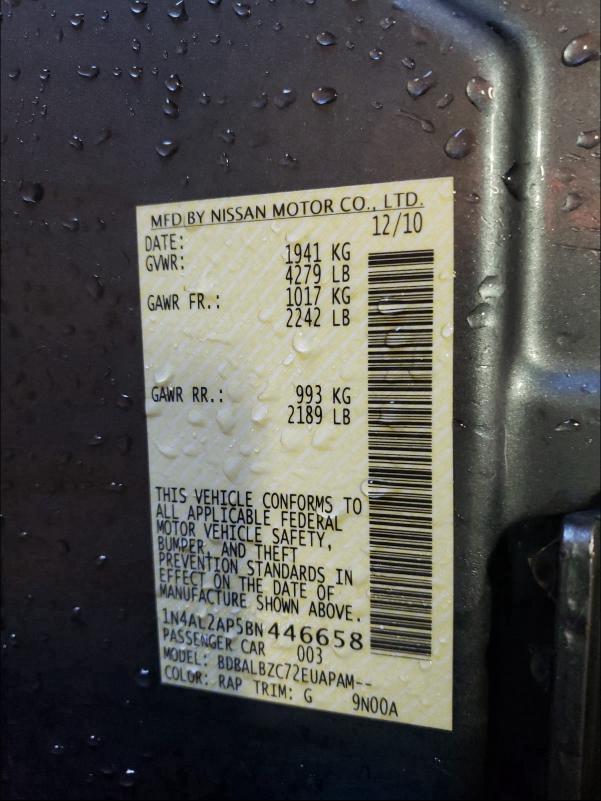 MFD BY NISSAN MOTOR CO., LTD.
DATE: 12/10
GVWR: 1941 KG
4279 LB
GAWR FR.: 1017 KG
2242 LB
GAWR RR.: 993 KG
2189 LB
THIS VEHICLE CONFORMS TO
ALL APPLICABLE FEDERAL
MOTOR VEHICLE SAFETY,
BUMPER, AND THEFT
PREVENTION STANDARDS IN
EFFECT ON THE DATE OF
MANUFACTURE SHOWN ABOVE.
1N4AL2AP5BN446658
PASSENGER CAR 003
MODEL: BDBALBZC72EUAPAM--
COLOR: RAP TRIM: G 9N00A